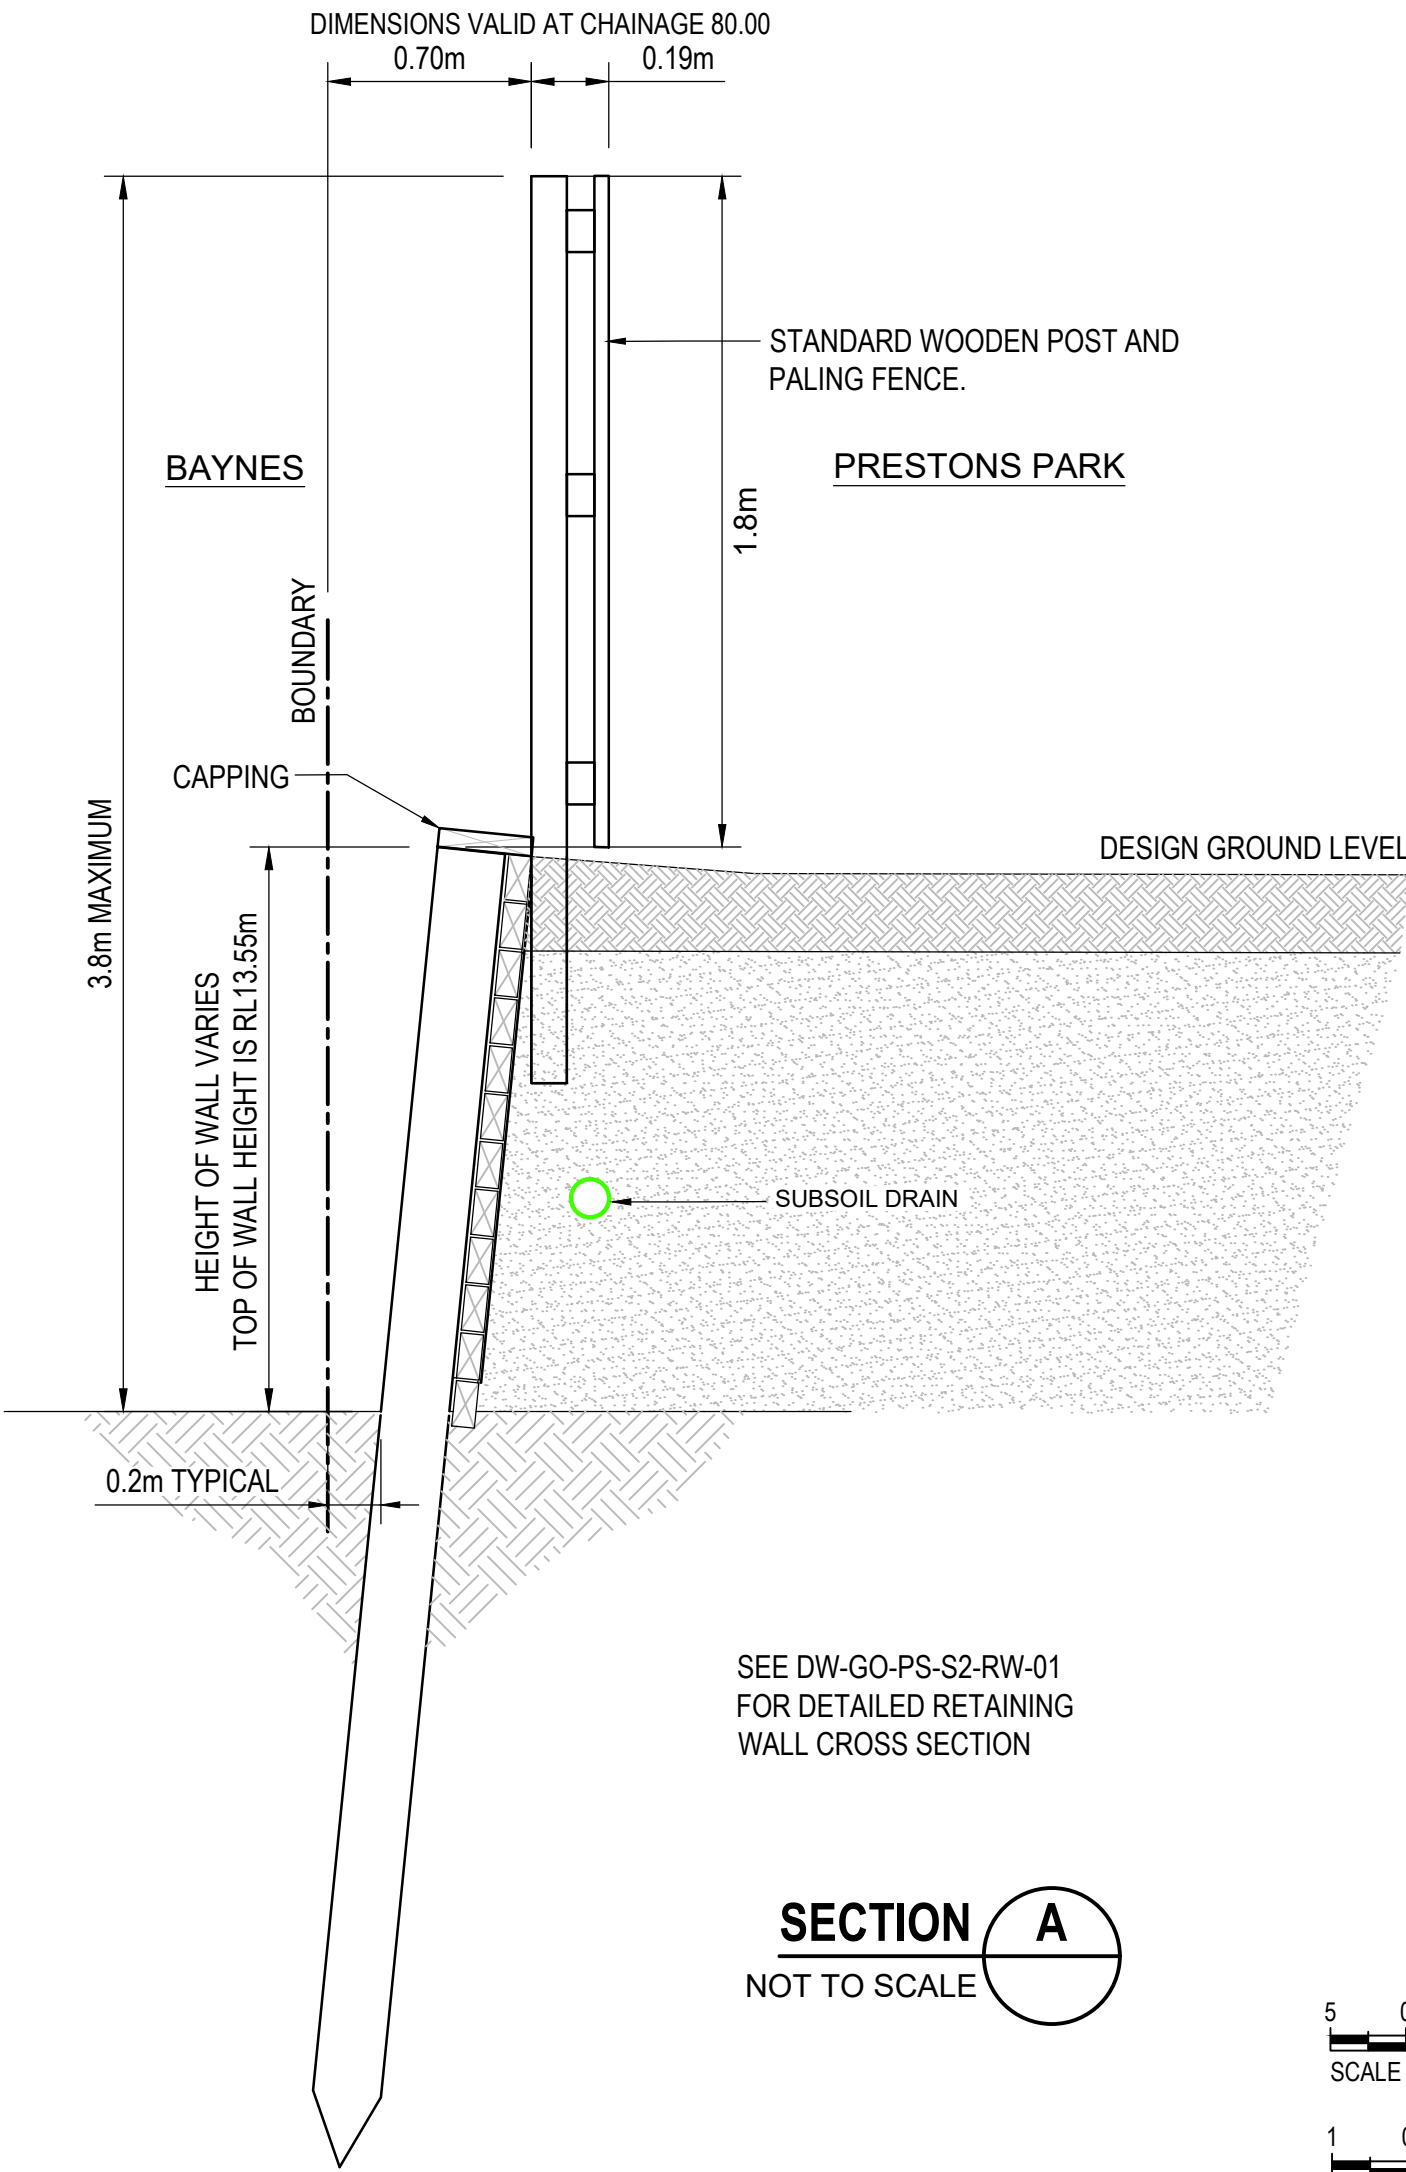 DIMENSIONS VALID AT CHAINAGE 80.00
0.70m
0.19m
STANDARD WOODEN POST AND
PALING FENCE.
BAYNES
PRESTONS PARK
1.8m
BOUNDARY
CAPPING
3.8m MAXIMUM
DESIGN GROUND LEVEL
HEIGHT OF WALL VARIES
TOP OF WALL HEIGHT IS RL13.55m
SUBSOIL DRAIN
0.2m TYPICAL
SEE DW-GO-PS-S2-RW-01
FOR DETAILED RETAINING
WALL CROSS SECTION
SECTION A
NOT TO SCALE
5 0
SCALE
1 0